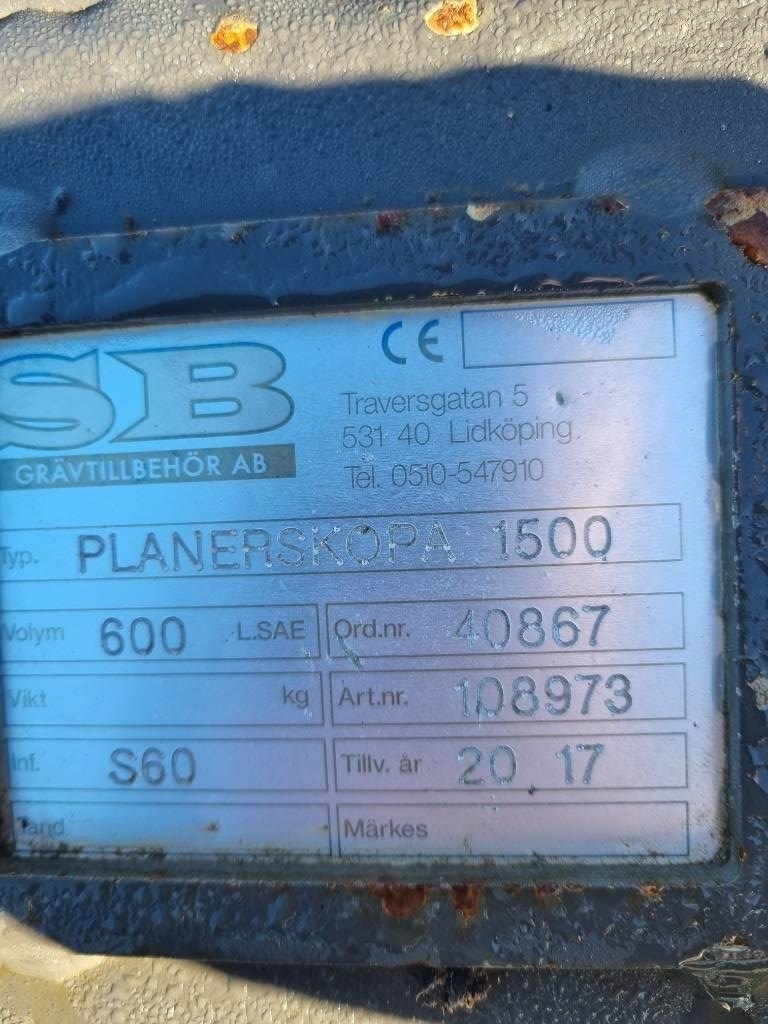 SB
CE
GRÄVTILLBEHÖR AB
Traversgatan 5
531 40 Lidköping
Tel. 0510-547910
Typ. PLANERSKOPA 1500
Volym 600 L.SAE Ord.nr. 40867
Vikt kg Art.nr. 108973
Inf. S60 Tillv. år 20 17
Tand Märkes